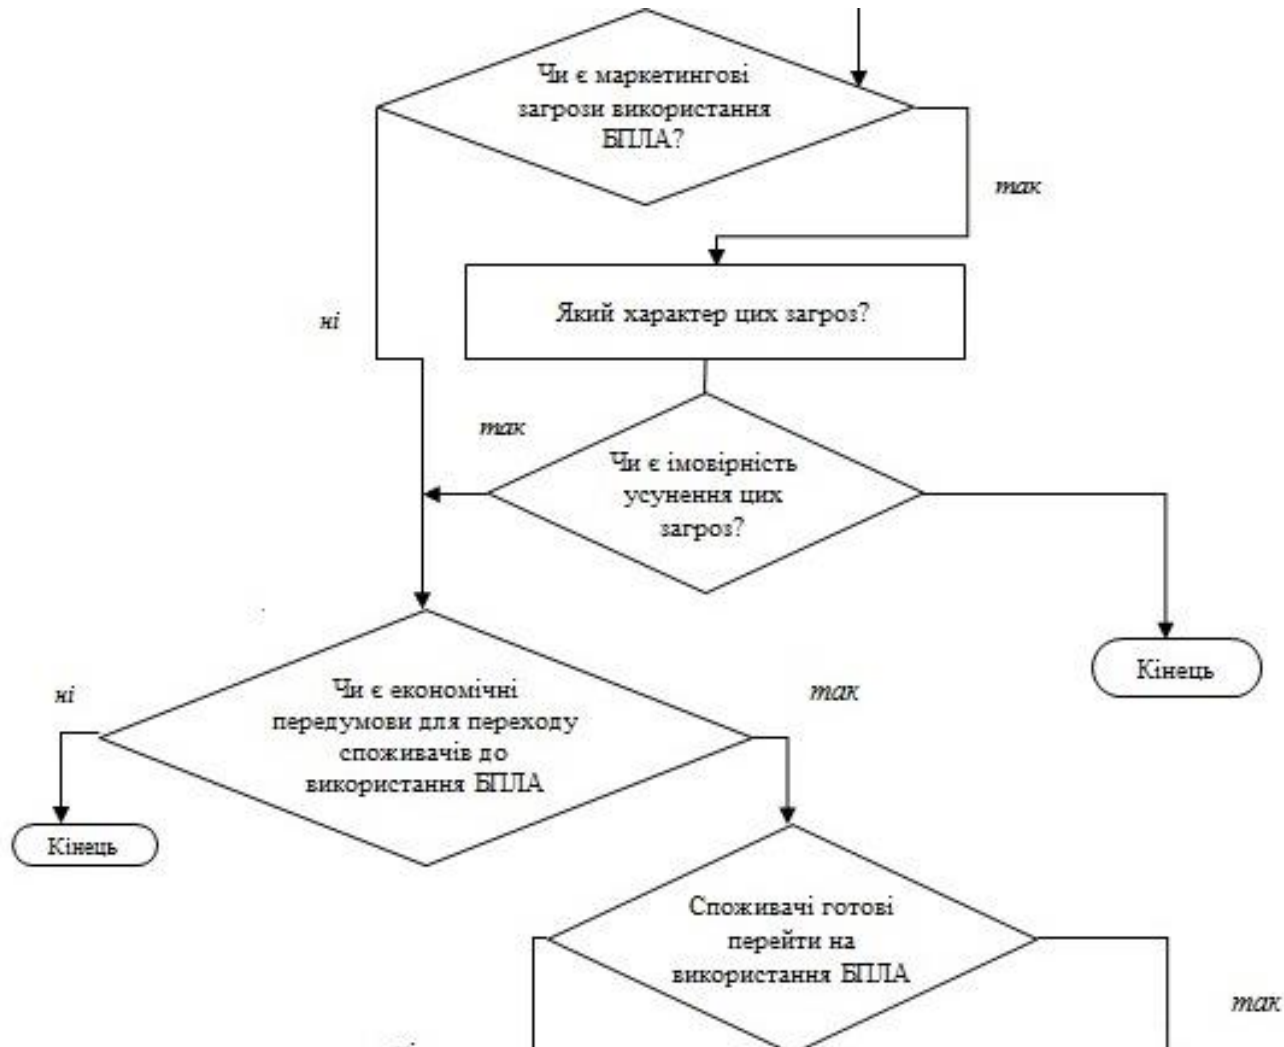 Чи є маркетингові
загрози використання
БПЛА?
так
Який характер цих загроз?
ні
так
Чи є імовірність
усунення цих
загроз?
Кінець
ні
Чи є економічні
передумови для переходу
споживачів до
використання БПЛА
так
Кінець
Споживачі готові
перейти на
використання БПЛА
так